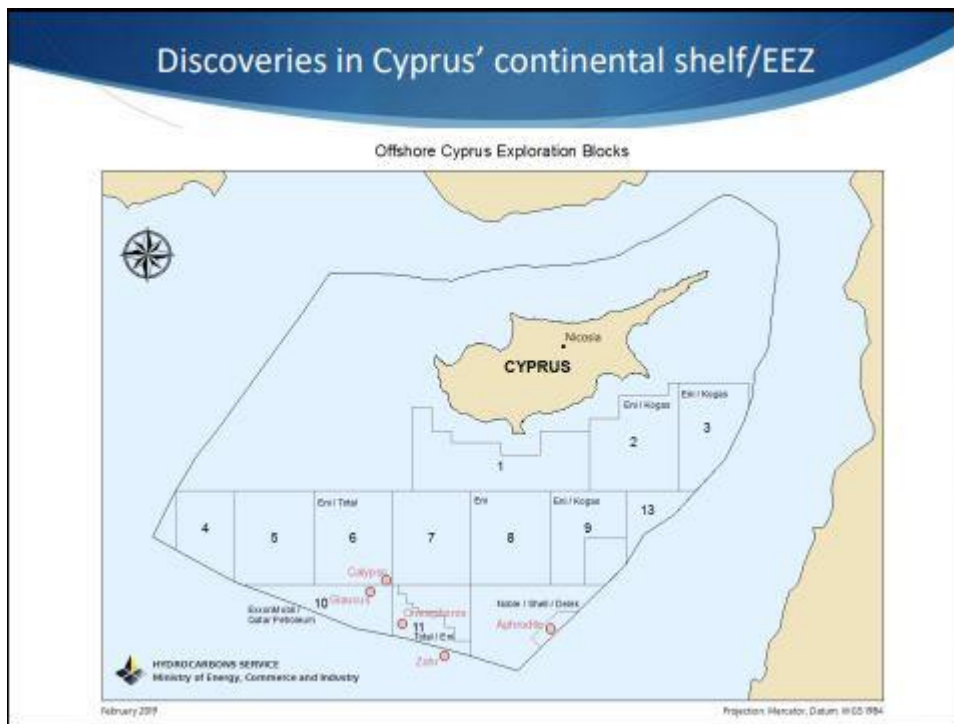 Discoveries in Cyprus' continental shelf/EEZ
Offshore Cyprus Exploration Blocks
Nicosia
CYPRUS
Eni / Kogas
Eni / Kogas
2
3
1
Eni / Total
Eni
Eni / Kogas
13
4
5
6
7
8
9
Calypso
Glaucus
10
ExxonMobil /
Qatar Petroleum
11
Total / Eni
Noble / Shell / Delek
Aphrodite
Zohr
HYDROCARBONS SERVICE
Ministry of Energy, Commerce and Industry
February 2019
Projection: Mercator, Datum: WGS 1984